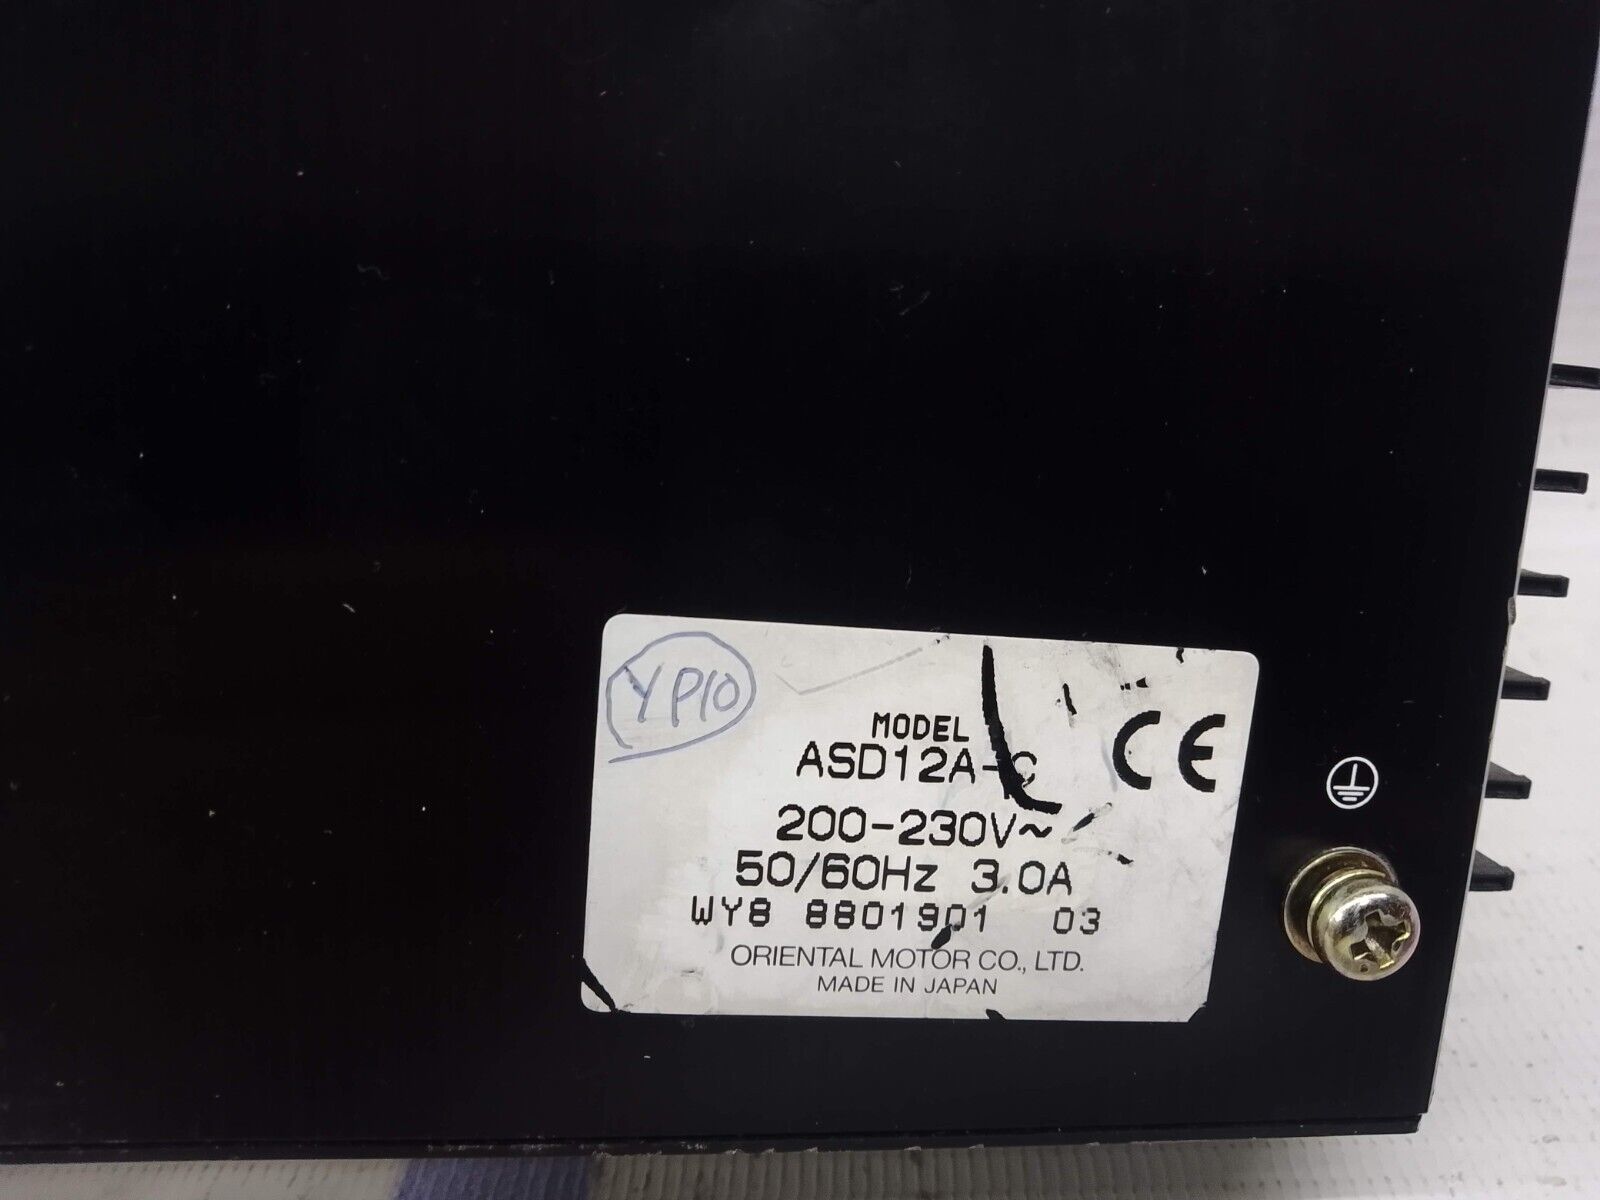 YP10
MODEL
ASD12A-C
CE
200-230V~
50/60Hz 3.0A
WY8 8801901 03
ORIENTAL MOTOR CO., LTD.
MADE IN JAPAN